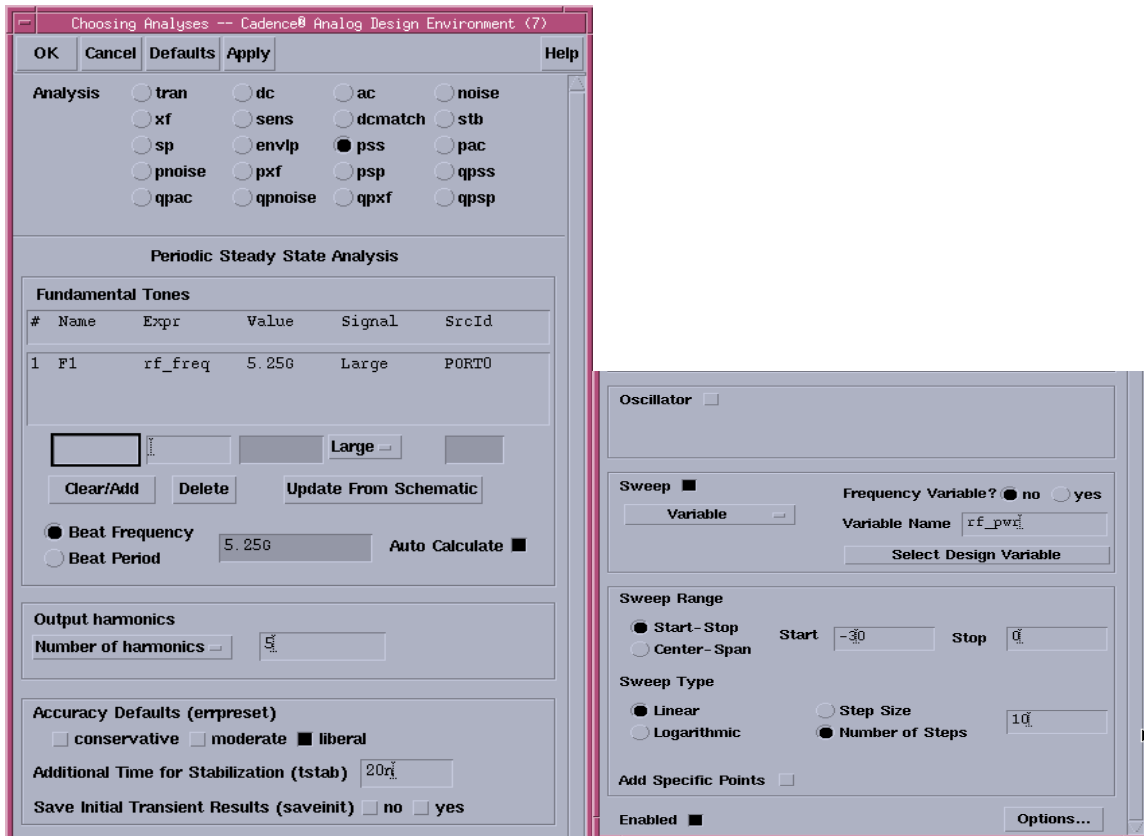 Choosing Analyses -- Cadence® Analog Design Environment (7)
OK Cancel Defaults Apply Help
Analysis tran dc ac noise
xf sens dcmatch stb
sp envlp pss pac
pnoise pxf psp qpss
qpac qpnoise qpxf qpsp
Periodic Steady State Analysis
Fundamental Tones
# Name Expr Value Signal SrcId
1 F1 rf_freq 5.25G Large PORT0
Large
Clear/Add Delete Update From Schematic
Beat Frequency
Beat Period
5.25G Auto Calculate
Output harmonics
Number of harmonics 5
Accuracy Defaults (errpreset)
conservative moderate liberal
Additional Time for Stabilization (tstab) 20n
Save Initial Transient Results (saveinit) no yes
Oscillator
Sweep Frequency Variable? no yes
Variable Variable Name rf_pwr
Select Design Variable
Sweep Range
Start-Stop Start -30 Stop 0
Center-Span
Sweep Type
Linear Step Size
Logarithmic Number of Steps 10
Add Specific Points
Enabled Options...